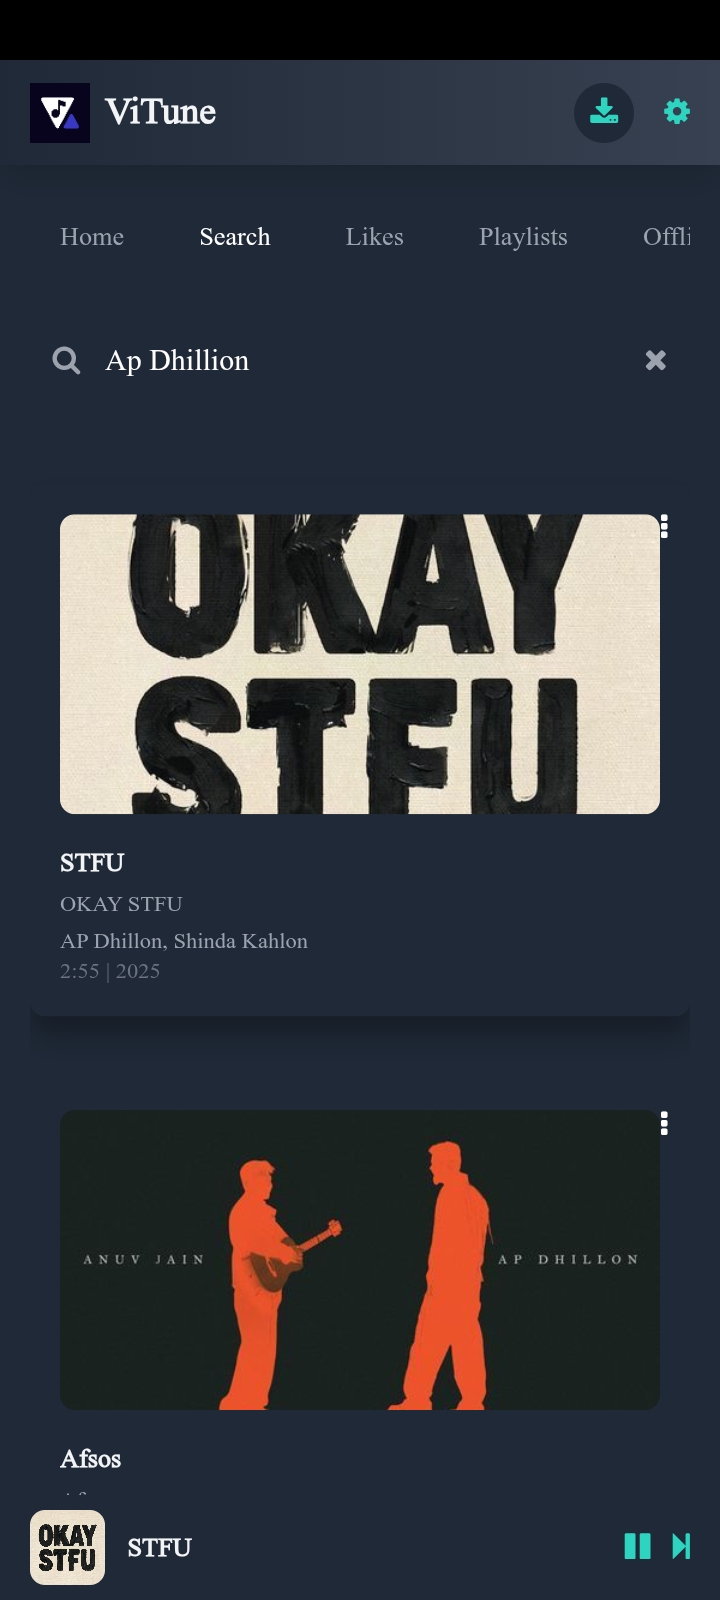 ViTune
Home Search Likes Playlists Offli
Ap Dhillion
OKAY
STFU
STFU
OKAY STFU
AP Dhillon, Shinda Kahlon
2:55 | 2025
ANUV JAIN AP DHILLON
Afsos
OKAY
STFU
STFU